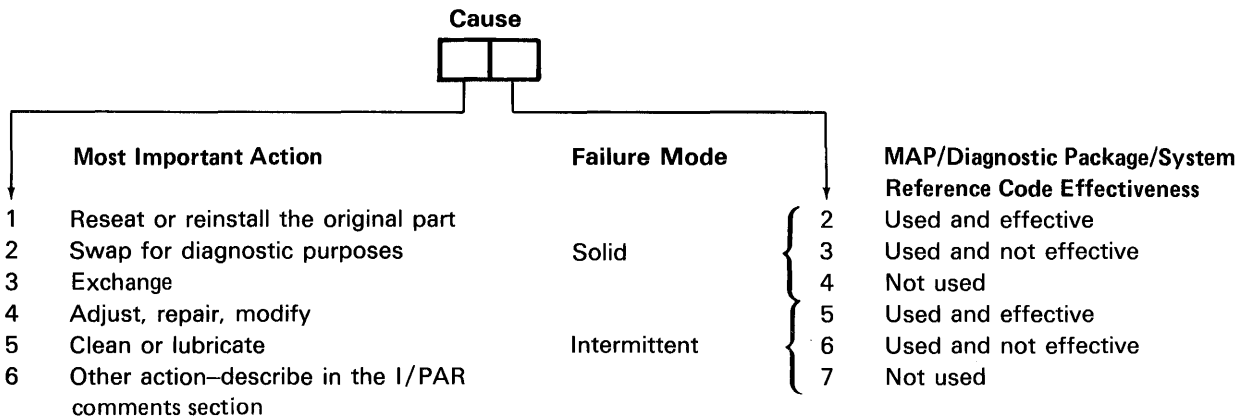 Cause
Most Important Action
Failure Mode
MAP/Diagnostic Package/System
Reference Code Effectiveness
1 Reseat or reinstall the original part
2 Swap for diagnostic purposes
3 Exchange
4 Adjust, repair, modify
5 Clean or lubricate
6 Other action–describe in the I/PAR
comments section
Solid
2 Used and effective
3 Used and not effective
4 Not used
Intermittent
5 Used and effective
6 Used and not effective
7 Not used